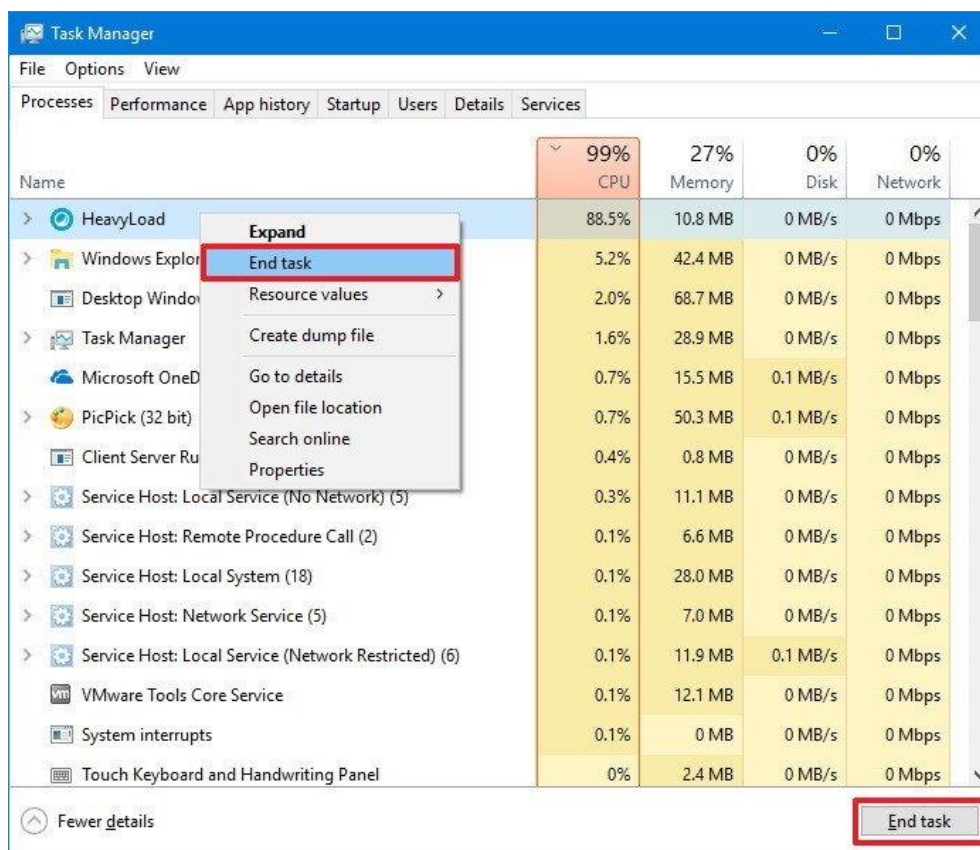 Task Manager
File Options View
Processes Performance App history Startup Users Details Services
99% 27% 0% 0%
Name CPU Memory Disk Network
HeavyLoad 88.5% 10.8 MB 0 MB/s 0 Mbps
Expand
Windows Explor 5.2% 42.4 MB 0 MB/s 0 Mbps
End task
Desktop Windo 2.0% 68.7 MB 0 MB/s 0 Mbps
Resource values
Task Manager 1.6% 28.9 MB 0 MB/s 0 Mbps
Create dump file
Microsoft OneD 0.7% 15.5 MB 0.1 MB/s 0 Mbps
Go to details
PicPick (32 bit) 0.7% 50.3 MB 0.1 MB/s 0 Mbps
Open file location
Search online
Client Server Ru 0.4% 0.8 MB 0 MB/s 0 Mbps
Properties
Service Host: Local Service (No Network) (5) 0.3% 11.1 MB 0 MB/s 0 Mbps
Service Host: Remote Procedure Call (2) 0.1% 6.6 MB 0 MB/s 0 Mbps
Service Host: Local System (18) 0.1% 28.0 MB 0 MB/s 0 Mbps
Service Host: Network Service (5) 0.1% 7.0 MB 0 MB/s 0 Mbps
Service Host: Local Service (Network Restricted) (6) 0.1% 11.9 MB 0.1 MB/s 0 Mbps
VMware Tools Core Service 0.1% 12.1 MB 0 MB/s 0 Mbps
System interrupts 0.1% 0 MB 0 MB/s 0 Mbps
Touch Keyboard and Handwriting Panel 0% 2.4 MB 0 MB/s 0 Mbps
Fewer details End task